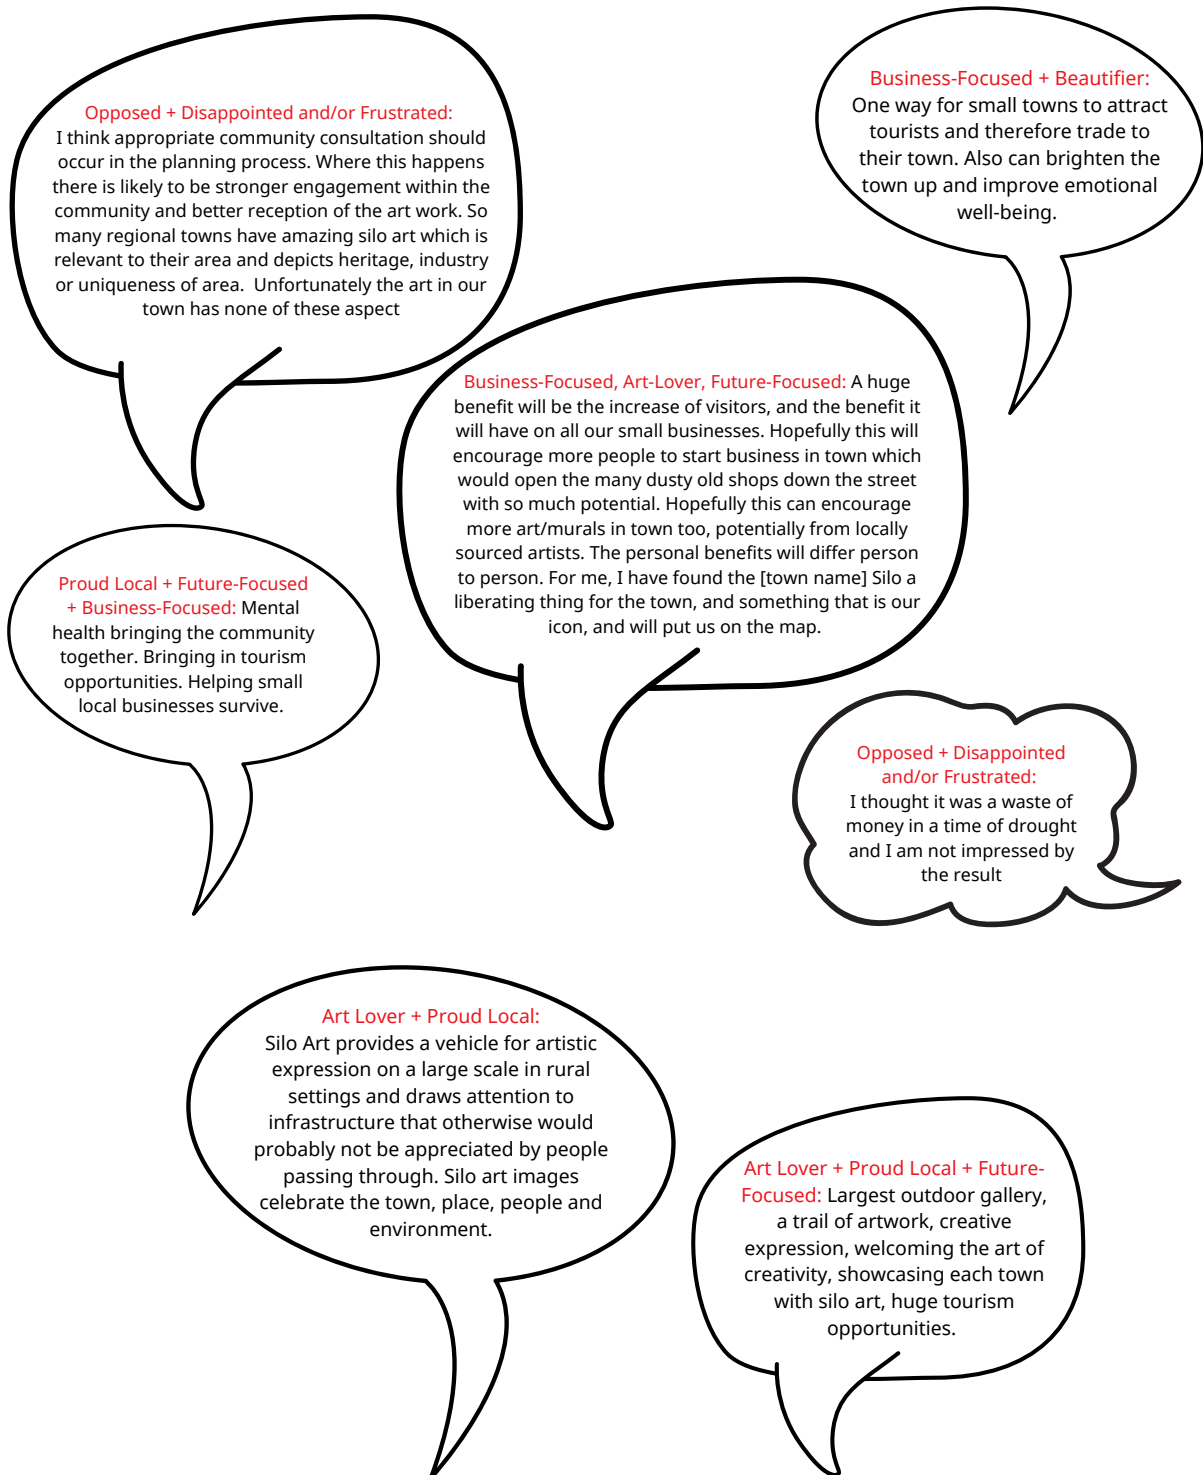 Opposed + Disappointed and/or Frustrated:
I think appropriate community consultation should
occur in the planning process. Where this happens
there is likely to be stronger engagement within the
community and better reception of the art work. So
many regional towns have amazing silo art which is
relevant to their area and depicts heritage, industry
or uniqueness of area.  Unfortunately the art in our
town has none of these aspect
Business-Focused + Beautifier:
One way for small towns to attract
tourists and therefore trade to
their town. Also can brighten the
town up and improve emotional
well-being.
Business-Focused, Art-Lover, Future-Focused: A huge
benefit will be the increase of visitors, and the benefit it
will have on all our small businesses. Hopefully this will
encourage more people to start business in town which
would open the many dusty old shops down the street
with so much potential. Hopefully this can encourage
more art/murals in town too, potentially from locally
sourced artists. The personal benefits will differ person
to person. For me, I have found the [town name] Silo a
liberating thing for the town, and something that is our
icon, and will put us on the map.
Proud Local + Future-Focused
+ Business-Focused: Mental
health bringing the community
together. Bringing in tourism
opportunities. Helping small
local businesses survive.
Opposed + Disappointed
and/or Frustrated:
I thought it was a waste of
money in a time of drought
and I am not impressed by
the result
Art Lover + Proud Local:
Silo Art provides a vehicle for artistic
expression on a large scale in rural
settings and draws attention to
infrastructure that otherwise would
probably not be appreciated by people
passing through. Silo art images
celebrate the town, place, people and
environment.
Art Lover + Proud Local + Future-
Focused: Largest outdoor gallery,
a trail of artwork, creative
expression, welcoming the art of
creativity, showcasing each town
with silo art, huge tourism
opportunities.